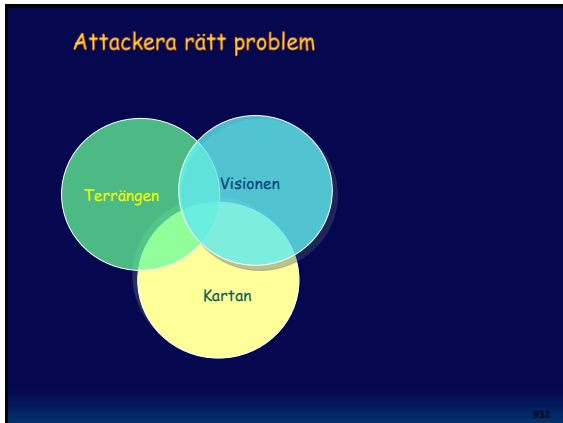 Attackera rätt problem
Terrängen
Visionen
Kartan
932